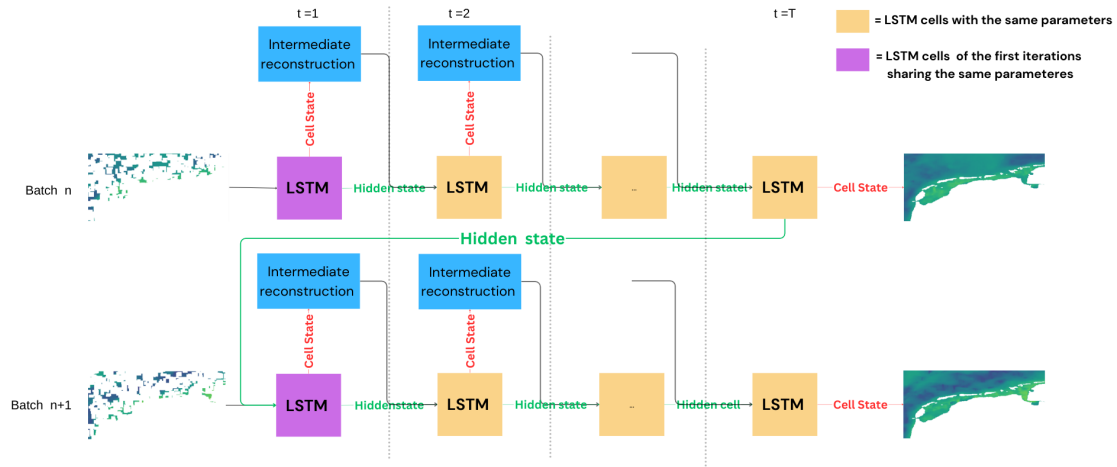 t =1
t =2
t =T
= LSTM cells with the same parameters
= LSTM cells of the first iterations
sharing the same parameteres
Intermediate
reconstruction
Intermediate
reconstruction
...
Cell State
Cell State
Batch n
LSTM
Hidden state
LSTM
Hidden state
...
Hidden statel
LSTM
Cell State
Hidden state
Intermediate
reconstruction
Intermediate
reconstruction
Cell State
Cell State
Batch n+1
LSTM
Hiddenstate
LSTM
Hidden state
...
Hidden cell
LSTM
Cell State